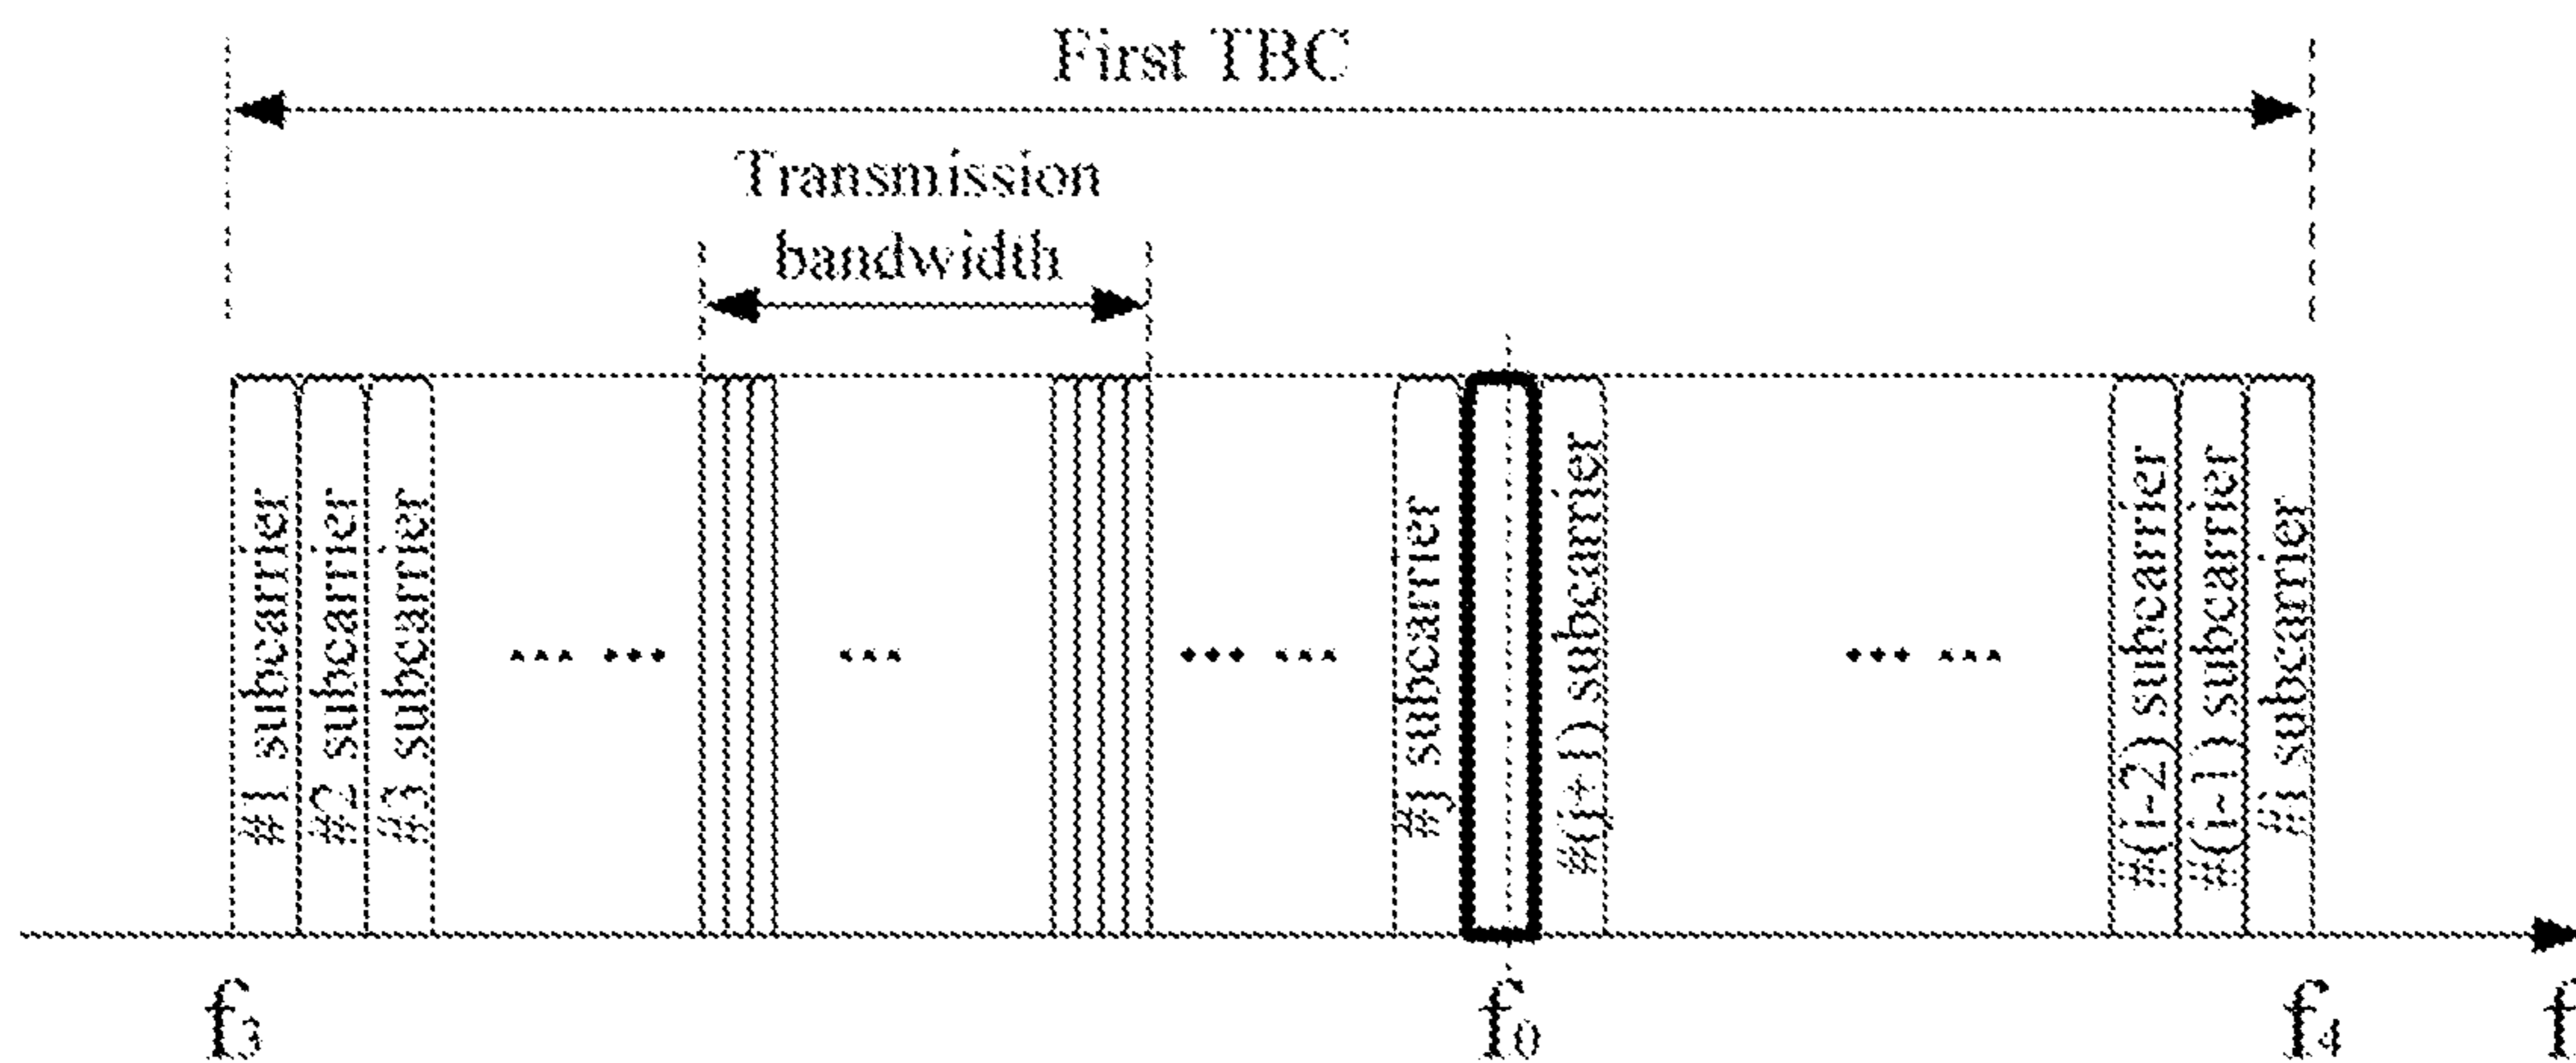 First TBC
Transmission
bandwidth
#1 subcarrier
#2 subcarrier
#3 subcarrier
... ...
...
... ...
#j subcarrier
#(j+1) subcarrier
... ...
#(i-2) subcarrier
#(i-1) subcarrier
#i subcarrier
f3
f0
f4
f